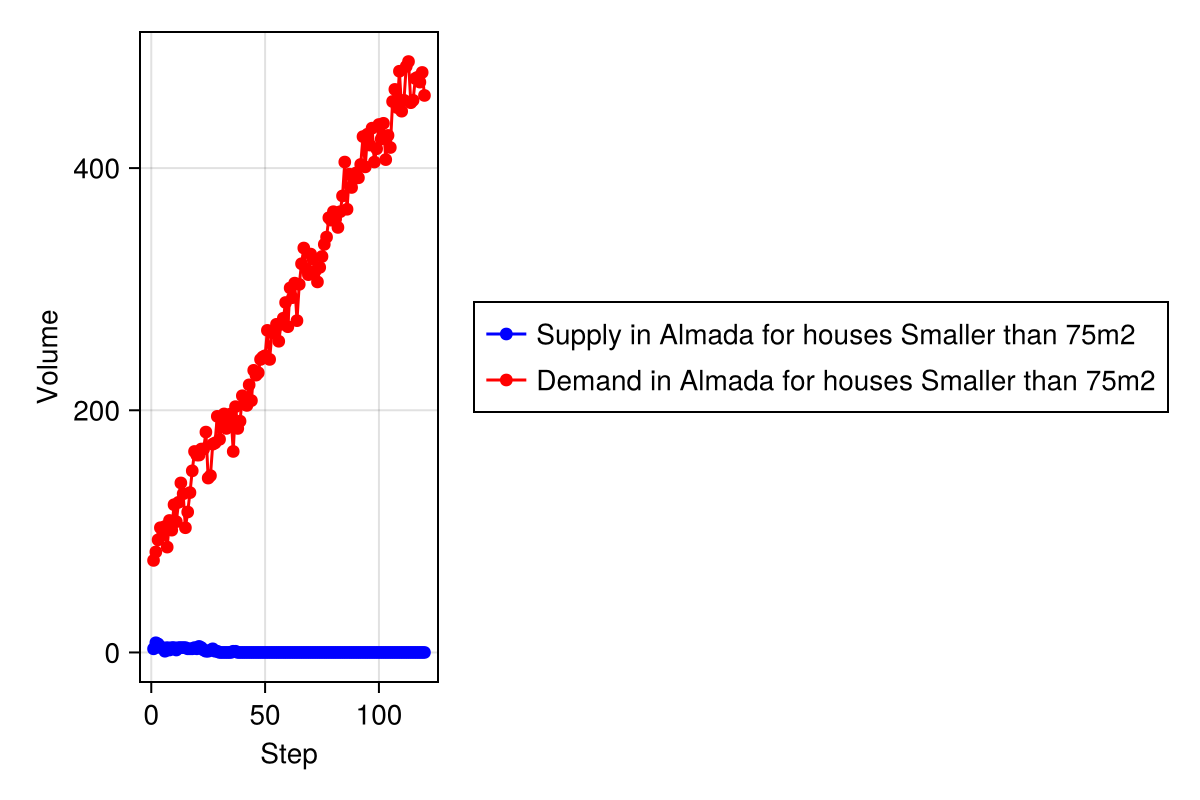 Volume
400
200
0
0 50 100
Step
Supply in Almada for houses Smaller than 75m2
Demand in Almada for houses Smaller than 75m2